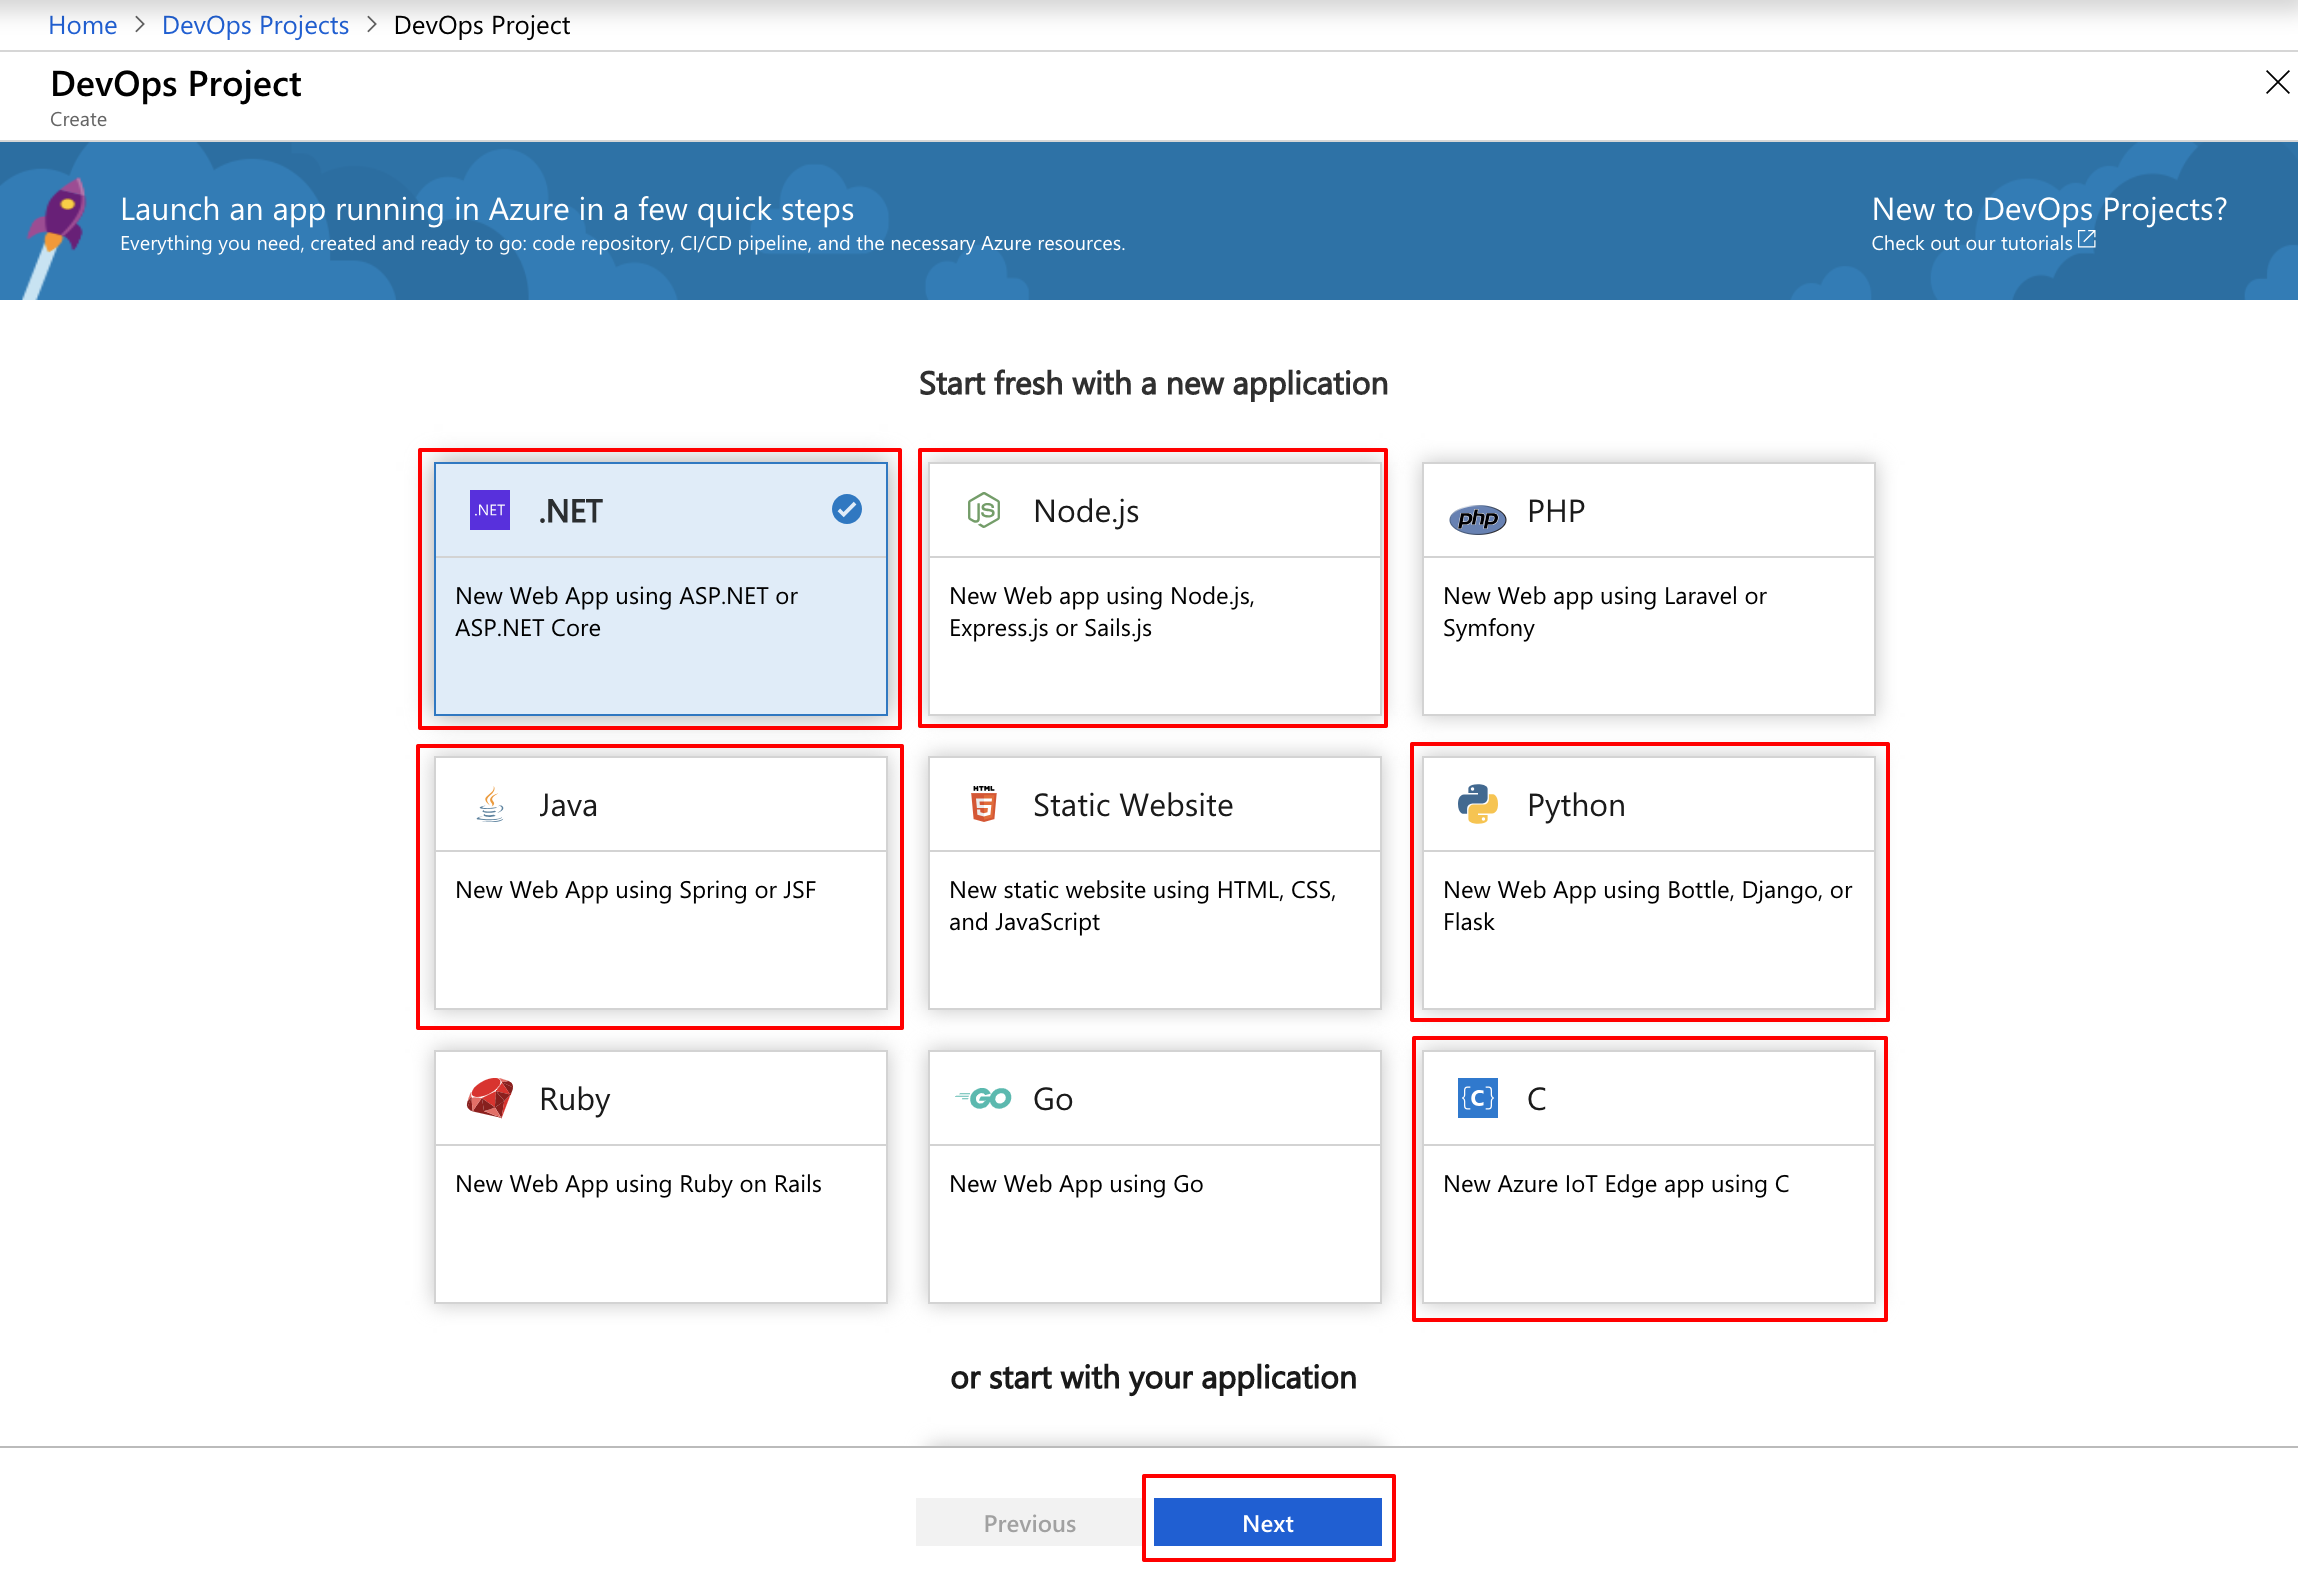 Home > DevOps Projects > DevOps Project
DevOps Project
Create
Launch an app running in Azure in a few quick steps
Everything you need, created and ready to go: code repository, CI/CD pipeline, and the necessary Azure resources.
New to DevOps Projects?
Check out our tutorials
Start fresh with a new application
.NET .NET
New Web App using ASP.NET or
ASP.NET Core
JS Node.js
New Web app using Node.js,
Express.js or Sails.js
php PHP
New Web app using Laravel or
Symfony
Java
New Web App using Spring or JSF
HTML 5 Static Website
New static website using HTML, CSS,
and JavaScript
Python
New Web App using Bottle, Django, or
Flask
Ruby
New Web App using Ruby on Rails
GO Go
New Web App using Go
{C} C
New Azure IoT Edge app using C
or start with your application
Previous
Next